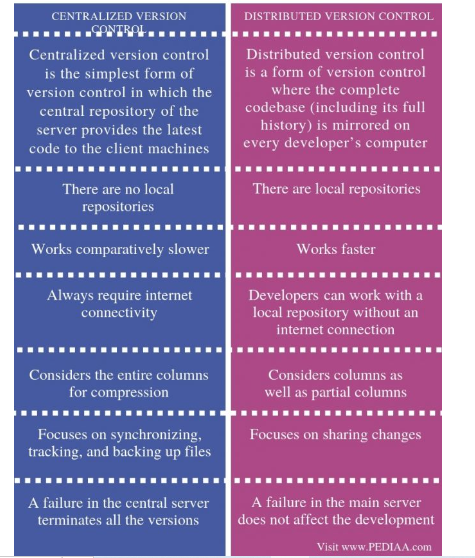 CENTRALIZED VERSION
CONTROL
DISTRIBUTED VERSION CONTROL
Centralized version control
is the simplest form of
version control in which the
central repository of the
server provides the latest
code to the client machines
Distributed version control
is a form of version control
where the complete
codebase (including its full
history) is mirrored on
every developer's computer
There are no local
repositories
There are local repositories
Works comparatively slower
Works faster
Always require internet
connectivity
Developers can work with a
local repository without an
internet connection
Considers the entire columns
for compression
Considers columns as
well as partial columns
Focuses on synchronizing,
tracking, and backing up files
Focuses on sharing changes
A failure in the central server
terminates all the versions
A failure in the main server
does not affect the development
Visit www.PEDIAA.com